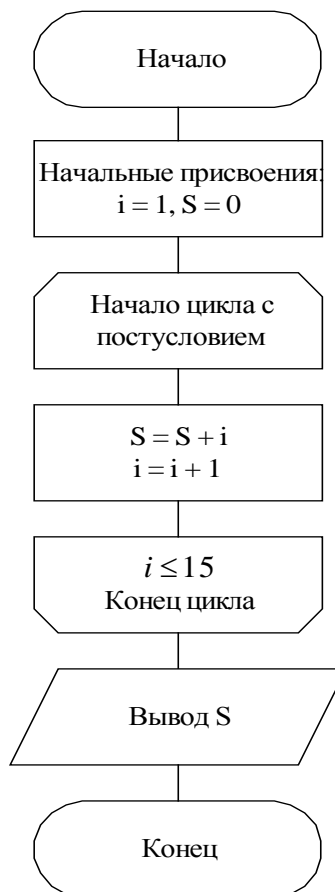 Начало
Начальные присвоения:
i = 1, S = 0
Начало цикла с
постусловием
S = S + i
i = i + 1
i ≤ 15
Конец цикла
Вывод S
Конец